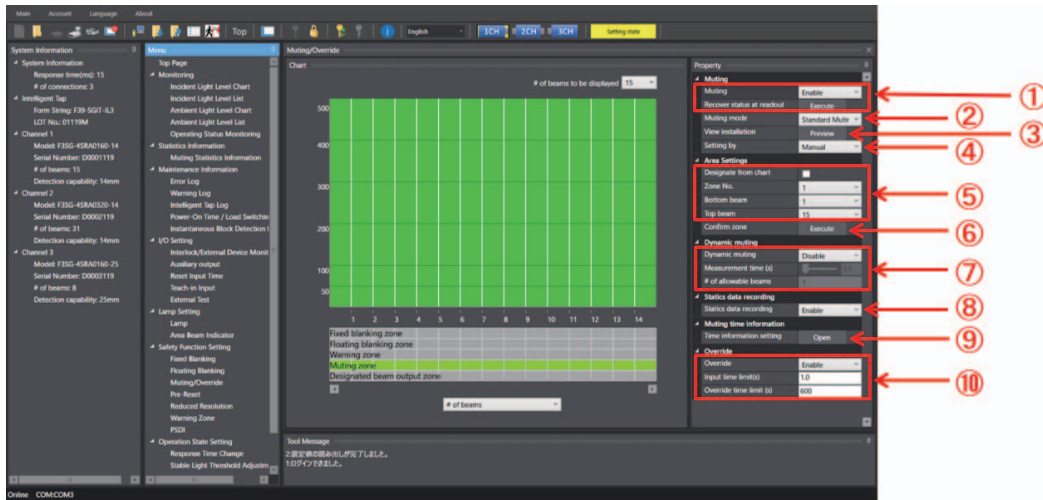 Main Account Language About
Top English 1CH 2CH 3CH Setting state
System Information
System Information
Response time(ms): 15
# of connections: 3
Intelligent Tap
Form String: F39-SGIT-IL3
LOT No.: 01119M
Channel 1
Model: F3SG-4SRA0160-14
Serial Number: D0001119
# of beams: 15
Detection capability: 14mm
Channel 2
Model: F3SG-4SRA0320-14
Serial Number: D0002119
# of beams: 31
Detection capability: 14mm
Channel 3
Model: F3SG-4SRA0160-25
Serial Number: D0003119
# of beams: 8
Detection capability: 25mm
Menu
Top Page
Monitoring
Incident Light Level Chart
Incident Light Level List
Ambient Light Level Chart
Ambient Light Level List
Operating Status Monitoring
Statistics Information
Muting Statistics Information
Maintenance Information
Error Log
Warning Log
Intelligent Tap Log
Power-On Time / Load Switchin
Instantaneous Block Detection I
I/O Setting
Interlock/External Device Monit
Auxiliary output
Reset Input Time
Teach-in Input
External Test
Lamp Setting
Lamp
Area Beam Indicator
Safety Function Setting
Fixed Blanking
Floating Blanking
Muting/Override
Pre-Reset
Reduced Resolution
Warning Zone
PSDI
Operation State Setting
Response Time Change
Stable Light Threshold Adjustm
Muting/Override
Chart
# of beams to be displayed 15
500
400
300
200
100
50
1 2 3 4 5 6 7 8 9 10 11 12 13 14
Fixed blanking zone
Floating blanking zone
Warning zone
Muting zone
Designated beam output zone
# of beams
Tool Message
2:設定値の読み出しが完了しました。
1:ログインできました。
Property
Muting
Muting Enable
Recover status at readout Execute
①
Muting mode Standard Mutir
②
View installation Preview
③
Setting by Manual
④
Area Settings
Designate from chart
Zone No. 1
Bottom beam 1
Top beam 15
⑤
Confirm zone Execute
⑥
Dynamic muting
Dynamic muting Disable
Measurement time (s)
# of allowable beams 1
⑦
Statics data recording
Statics data recording Enable
⑧
Muting time information
Time information setting Open
⑨
Override
Override Enable
Input time limit(s) 1.0
Override time limit (s) 600
⑩
Online COM:COM3